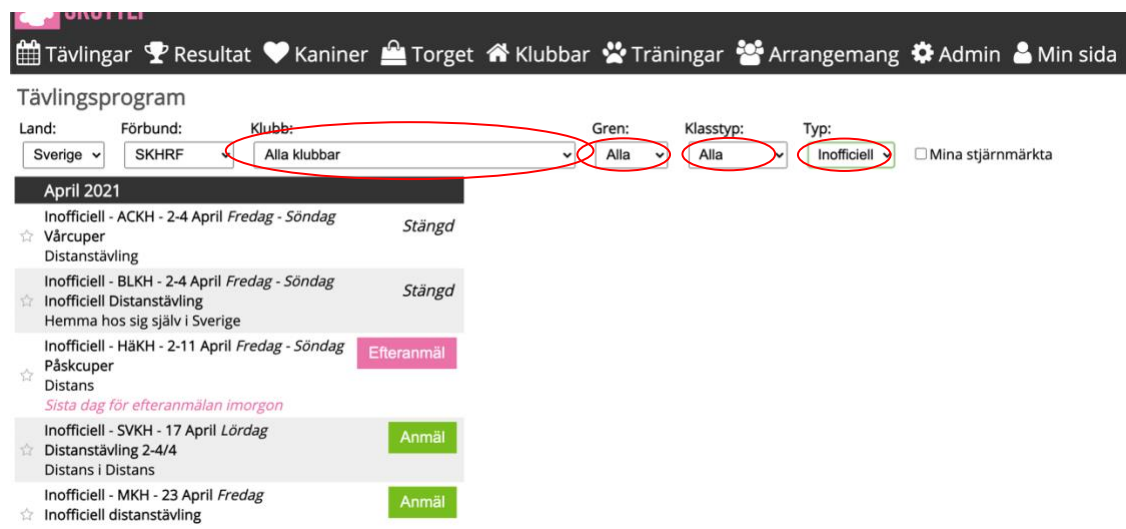 Tävlingar Resultat Kaniner Torget Klubbar Träningar Arrangemang Admin Min sida
Tävlingsprogram
Land: Förbund: Klubb: Gren: Klasstyp: Typ:
Sverige SKHRF Alla klubbar Alla Alla Inofficiell Mina stjärnmärkta
April 2021
Inofficiell - ACKH - 2-4 April Fredag - Söndag
Vårcuper
Distanstävling
Stängd
Inofficiell - BLKH - 2-4 April Fredag - Söndag
Inofficiell Distanstävling
Hemma hos sig själv i Sverige
Stängd
Inofficiell - HäKH - 2-11 April Fredag - Söndag
Påskcuper
Distans
Sista dag för efteranmälan imorgon
Efteranmäl
Inofficiell - SVKH - 17 April Lördag
Distanstävling 2-4/4
Distans i Distans
Anmäl
Inofficiell - MKH - 23 April Fredag
Inofficiell distanstävling
Anmäl